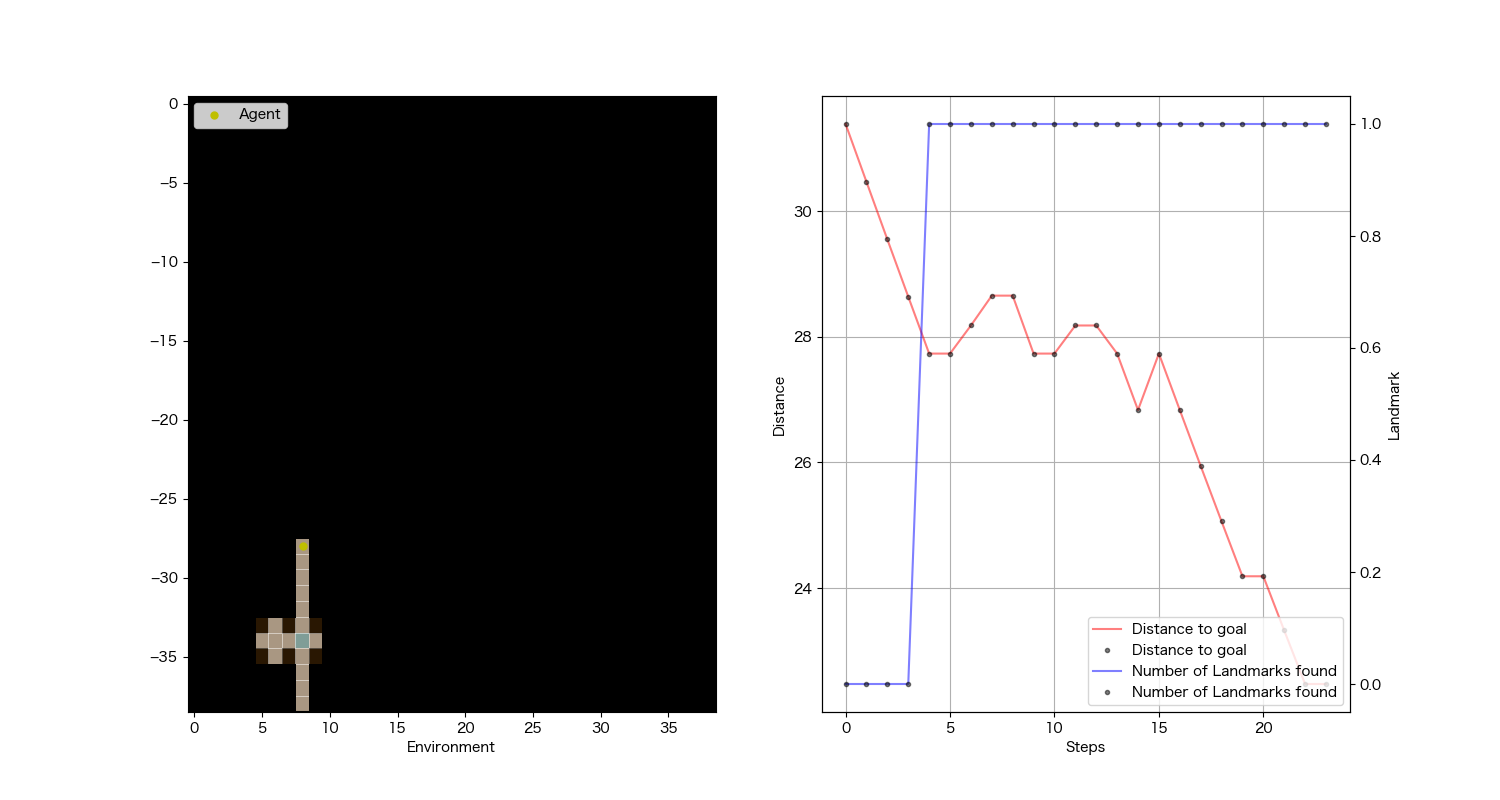 Agent
0
−5
−10
−15
−20
−25
−30
−35
0 5 10 15 20 25 30 35
Environment
Distance
30
28
26
24
1.0
0.8
0.6
0.4
0.2
0.0
Landmark
Distance to goal
Distance to goal
Number of Landmarks found
Number of Landmarks found
0 5 10 15 20
Steps